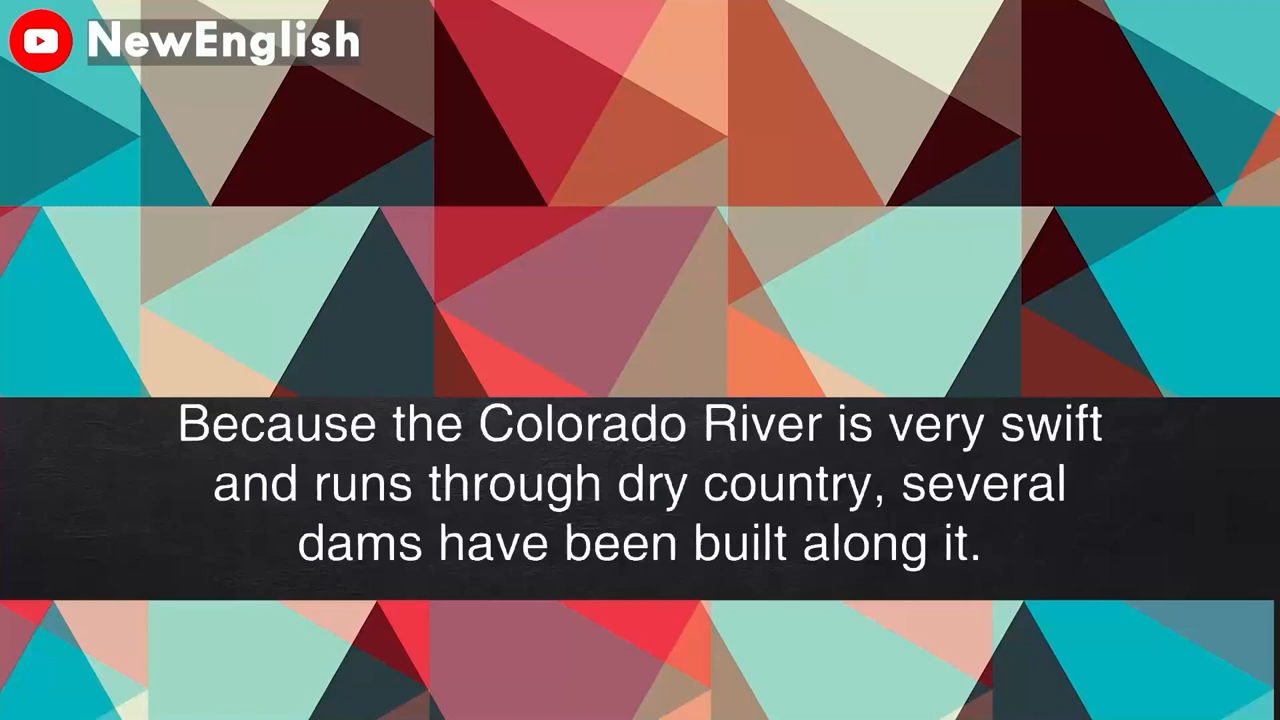 NewEnglish
Because the Colorado River is very swift
and runs through dry country, several
dams have been built along it.